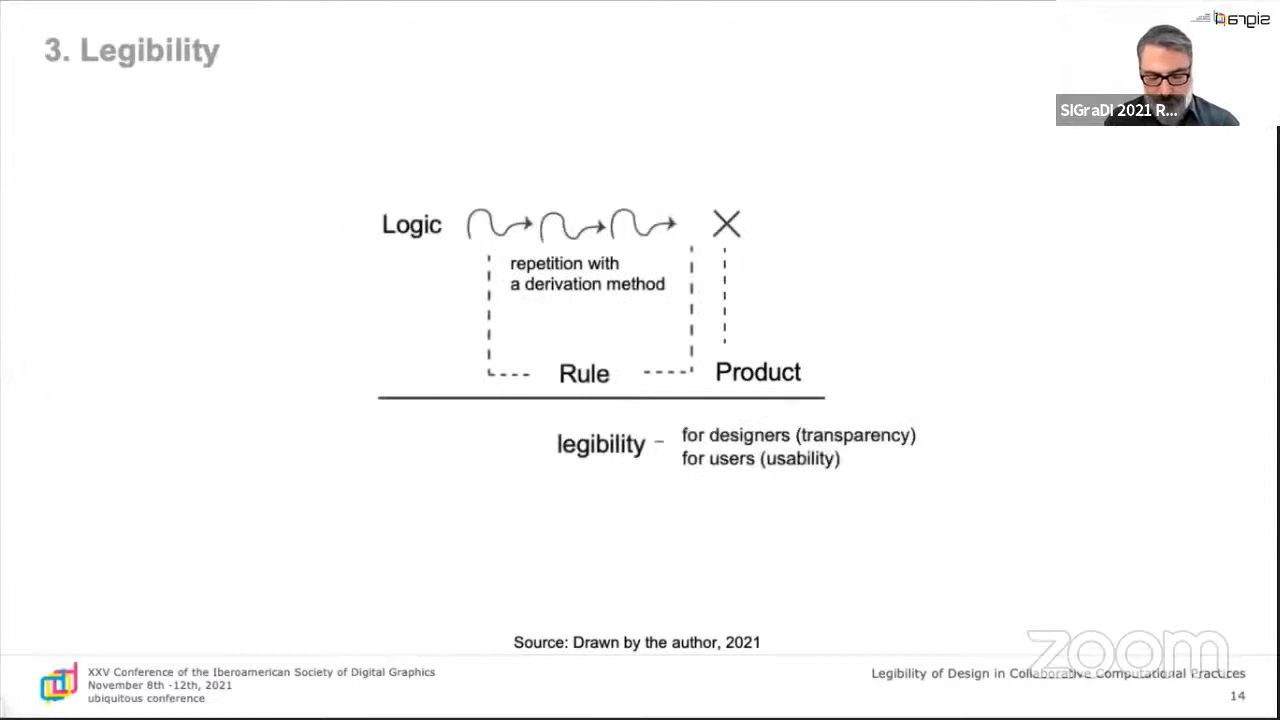 3. Legibility
SIGraDI 2021 R...
Logic
repetition with
a derivation method
Rule
Product
legibility –
for designers (transparency)
for users (usability)
Source: Drawn by the author, 2021
zoom
XXV Conference of the Iberoamerican Society of Digital Graphics
November 8th -12th, 2021
ubiquitous conference
Legibility of Design in Collaborative Computational Practices
14